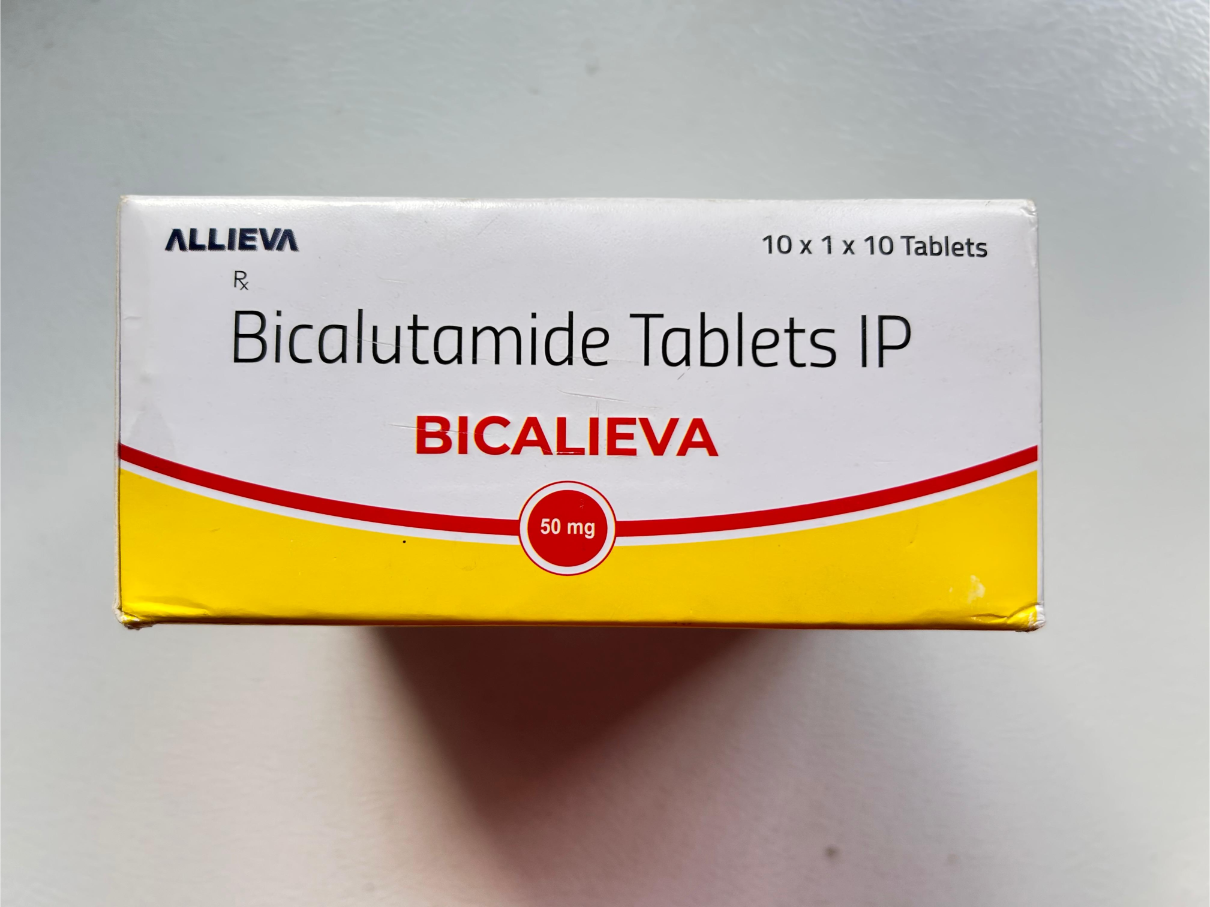 ALLIEVA
10 x 1 x 10 Tablets
Rx
Bicalutamide Tablets IP
BICALIEVA
50 mg